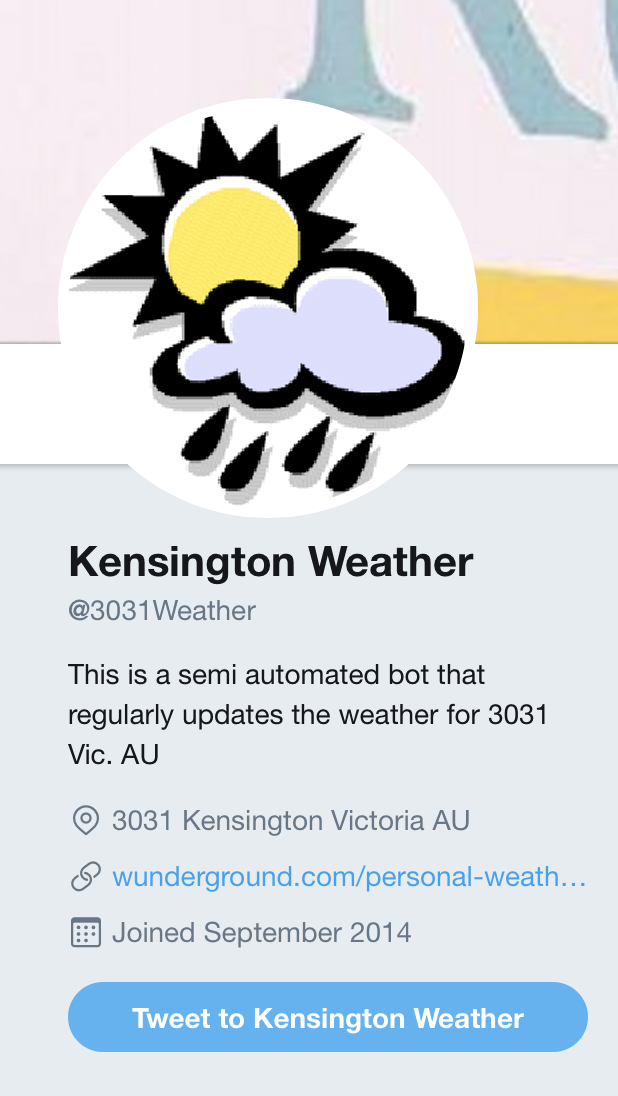 Kensington Weather
@3031Weather
This is a semi automated bot that
regularly updates the weather for 3031
Vic. AU
3031 Kensington Victoria AU
wunderground.com/personal-weath…
Joined September 2014
Tweet to Kensington Weather